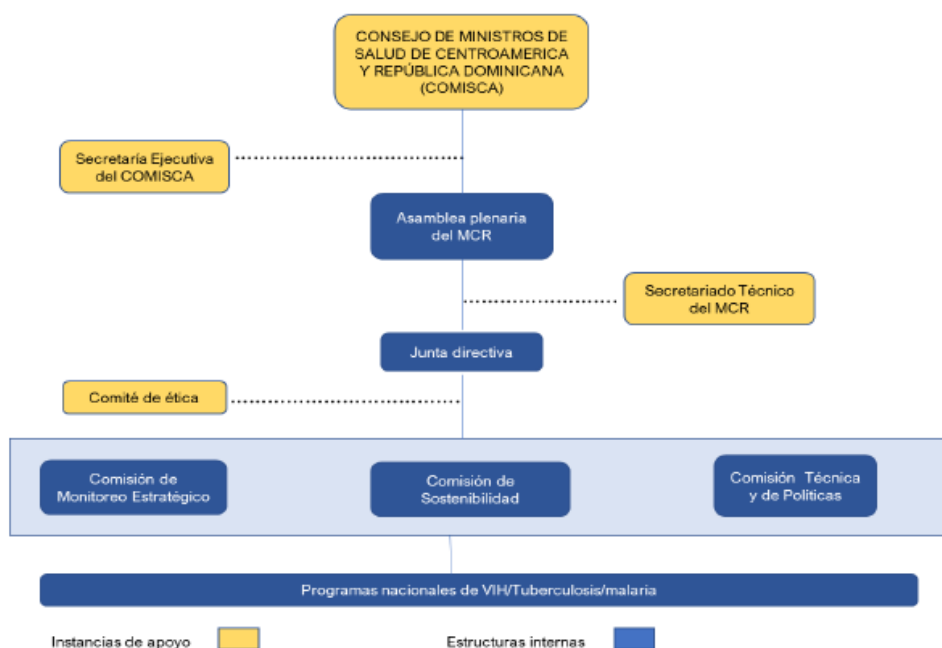 CONSEJO DE MINISTROS DE
SALUD DE CENTROAMERICA
Y REPÚBLICA DOMINICANA
(COMISCA)
Secretaría Ejecutiva
del COMISCA
Asamblea plenaria
del MCR
Secretariado Técnico
del MCR
Junta directiva
Comité de ética
Comisión de
Monitoreo Estratégico
Comisión de
Sostenibilidad
Comisión Técnica
y de Políticas
Programas nacionales de VIH/Tuberculosis/malaria
Instancias de apoyo
Estructuras internas